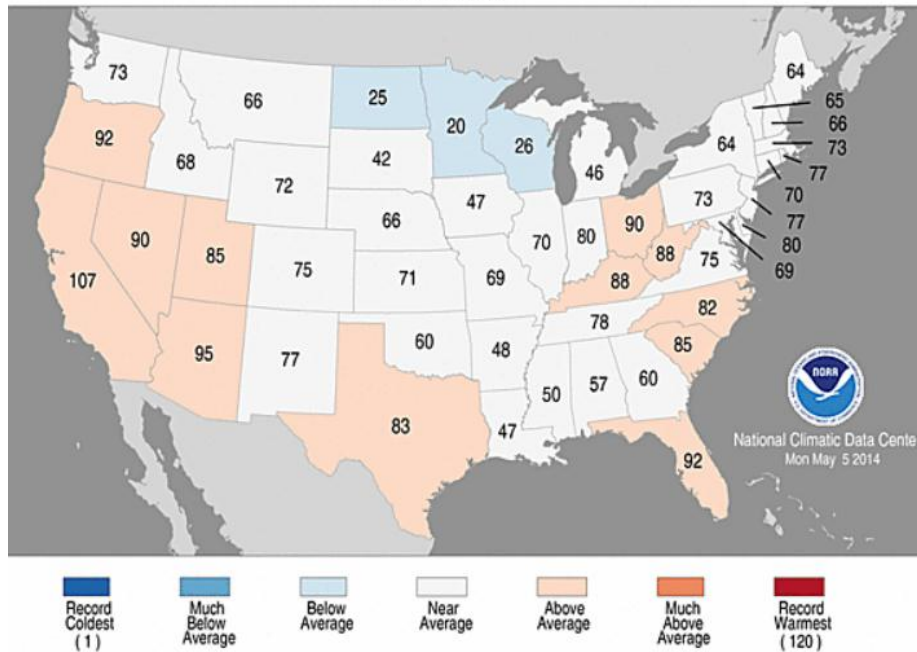 73
66
25
20
26
64
65
66
73
77
70
77
80
69
92
68
72
42
47
46
64
73
107
90
85
75
66
71
69
70
80
90
88
88
75
82
85
95
77
60
48
78
50
57
60
83
47
92
NOAA
National Climatic Data Cente
Mon May 5 2014
Record
Coldest
(1)
Much
Below
Average
Below
Average
Near
Average
Above
Average
Much
Above
Average
Record
Warmest
(120)